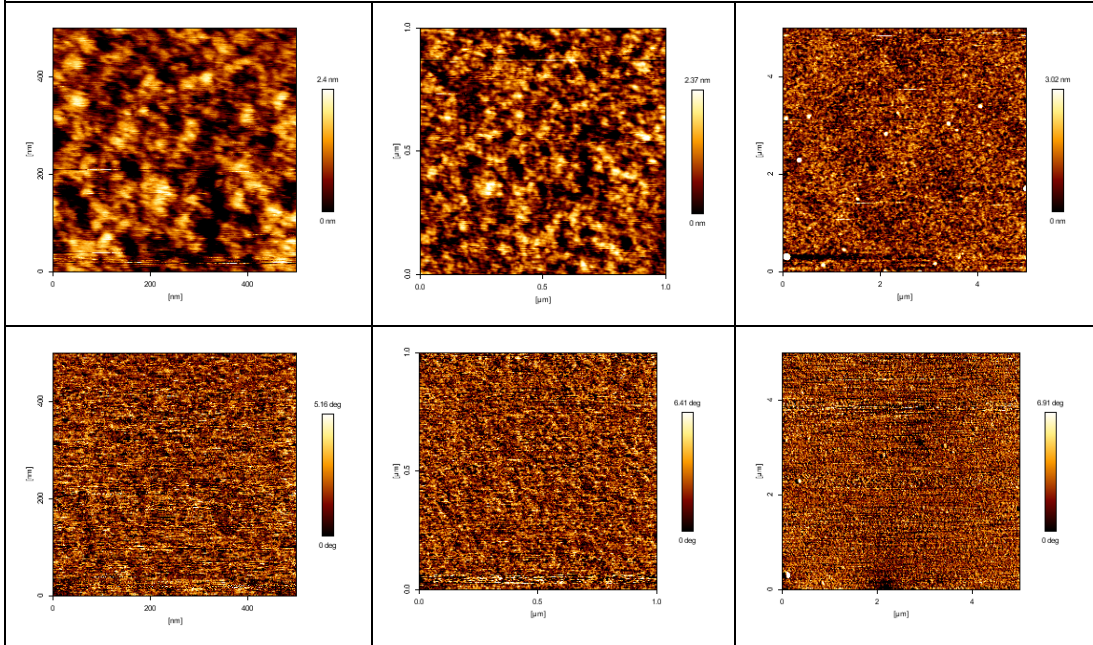 2.4 nm
400
[nm]
200
0 nm
0
0 200 400
[nm]
1.0
2.37 nm
[µm]
0.5
0 nm
0.0
0.0 0.5 1.0
[µm]
3.02 nm
4
[µm]
2
0 nm
0
0 2 4
[µm]
5.16 deg
400
[nm]
200
0 deg
0
0 200 400
[nm]
1.0
6.41 deg
[µm]
0.5
0 deg
0.0
0.0 0.5 1.0
[µm]
6.91 deg
4
[µm]
2
0 deg
0
0 2 4
[µm]